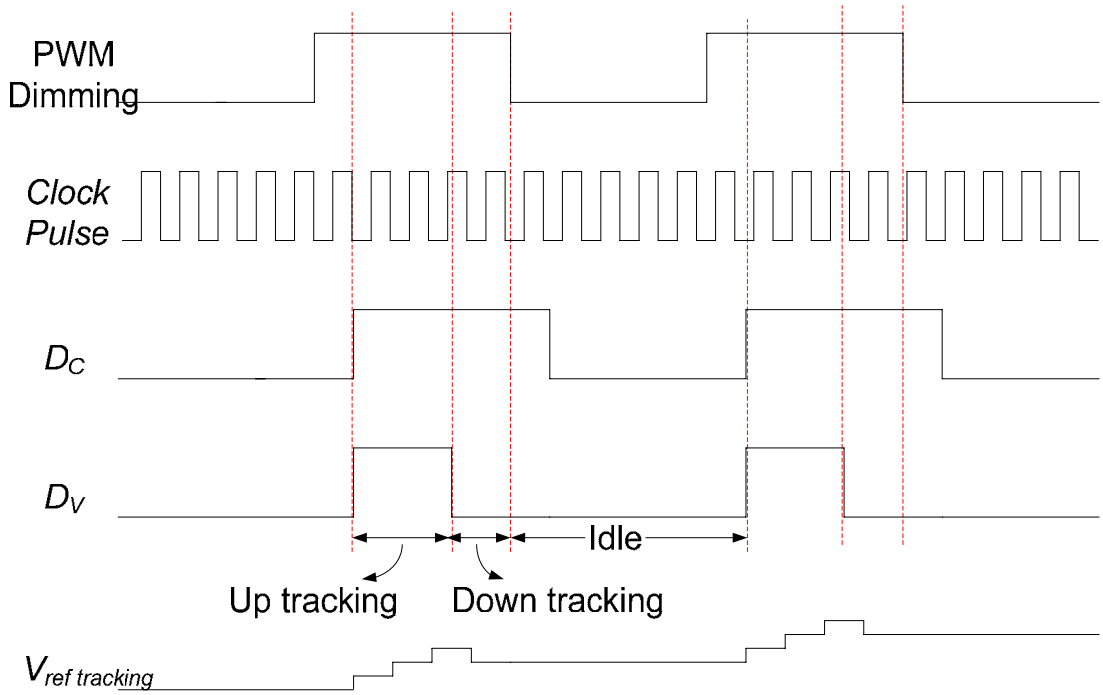 PWM
Dimming
Clock
Pulse
DC
DV
Idle
Up tracking
Down tracking
Vref tracking